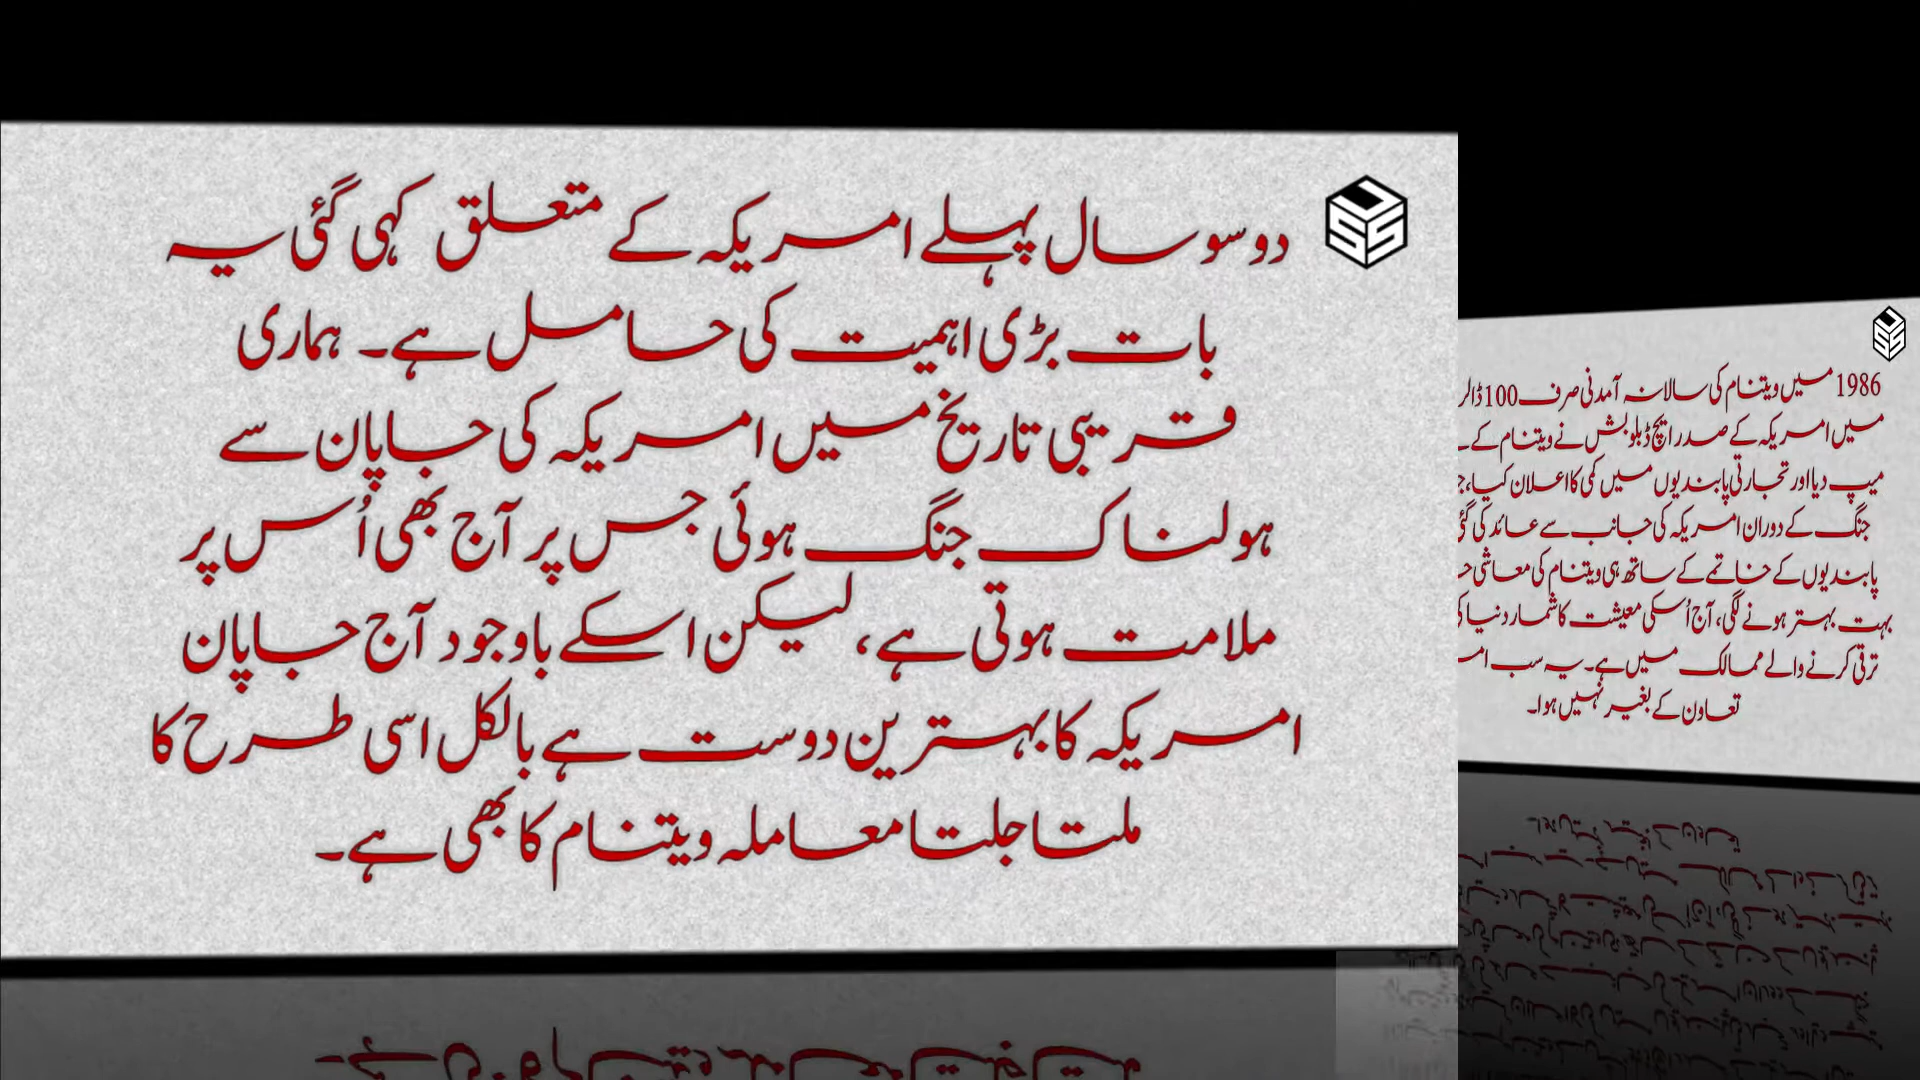 دو سو سال پہلے امریکہ کے متعلق کہی گئی یہ
بات بڑی اہمیت کی حامل ہے۔ ہماری
قریبی تاریخ میں امریکہ کی جاپان سے
ہولناک جنگ ہوئی جس پر آج بھی اُس پر
ملامت ہوتی ہے، لیکن اسکے باوجود آج جاپان
امریکہ کا بہترین دوست ہے بالکل اسی طرح کا
ملتا جلتا معاملہ ویتنام کا بھی ہے۔
1986 میں ویتنام کی سالانہ آمدنی صرف 100 ڈالر
میں امریکہ کے صدر ایچ ڈبلو بش نے ویتنام کے
میپ دیا اور تجارتی پابندیوں میں کمی کا اعلان کیا،
جنگ کے دوران امریکہ کی جانب سے عائد کی گئی
پابندیوں کے خاتمے کے ساتھ ہی ویتنام کی معاشی
بہت بہتر ہونے لگی، آج اُسکی معیشت کا شمار دنیا
ترقی کرنے والے ممالک میں ہے۔ یہ سب
تعاون کے بغیر نہیں ہوا۔